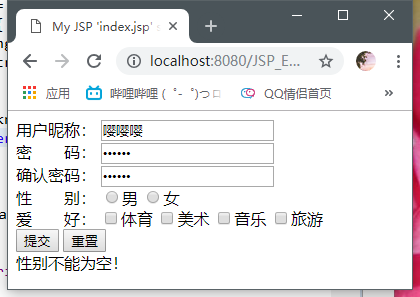 My JSP 'index.jsp' s
localhost:8080/JSP_E...
应用 哔哩哔哩 ( ゜- ゜)つロ QQ情侣首页 »
用户昵称： 嘤嘤嘤
密 码： ••••••
确认密码： ••••••
性 别： 男 女
爱 好： 体育 美术 音乐 旅游
提交 重置
性别不能为空！